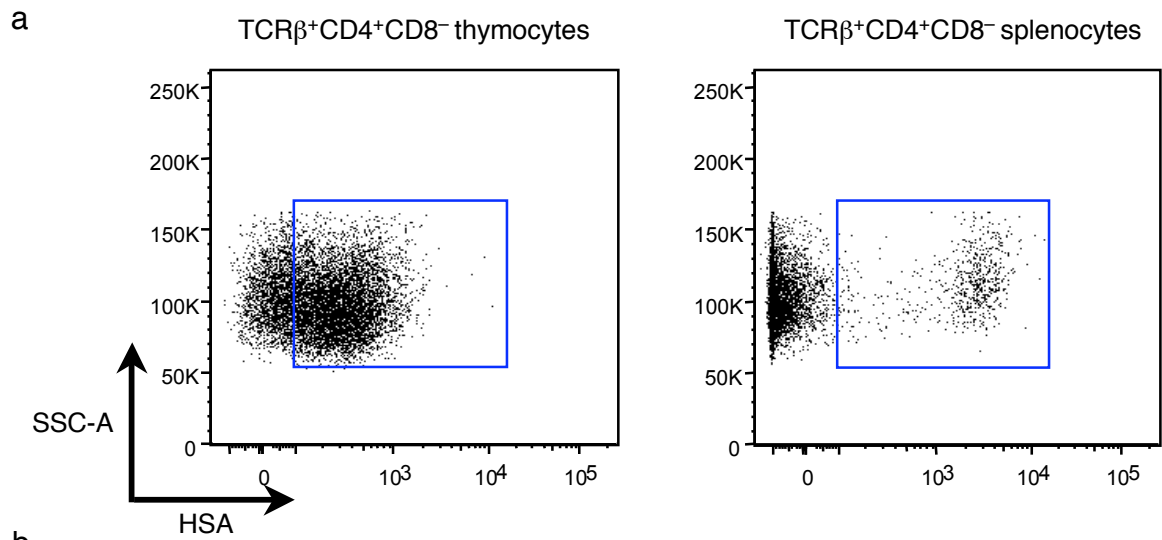 a
TCRβ⁺CD4⁺CD8⁻ thymocytes
TCRβ⁺CD4⁺CD8⁻ splenocytes
250K
200K
150K
100K
50K
0
0
10³
10⁴
10⁵
250K
200K
150K
100K
50K
0
0
10³
10⁴
10⁵
SSC-A
HSA